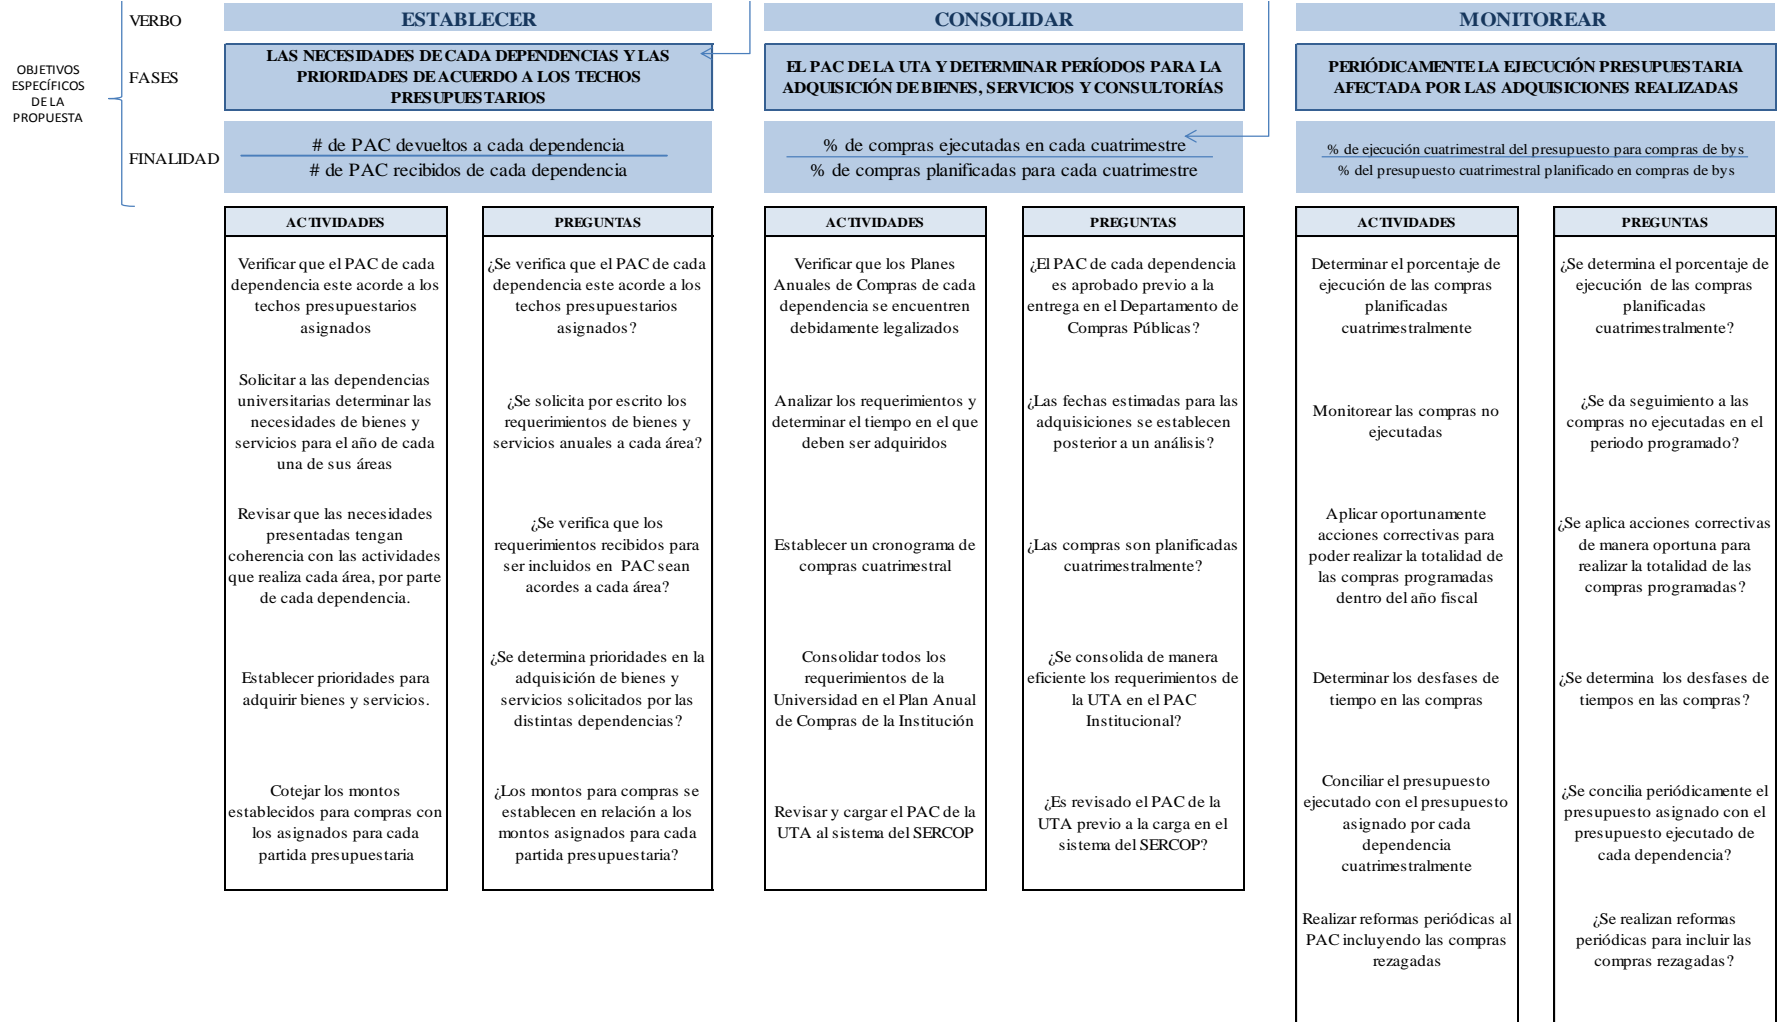 OBJETIVOS
ESPECÍFICOS
DE LA
PROPUESTA
VERBO
FASES
FINALIDAD
ESTABLECER
LAS NECESIDADES DE CADA DEPENDENCIAS Y LAS
PRIORIDADES DE ACUERDO A LOS TECHOS
PRESUPUESTARIOS
# de PAC devueltos a cada dependencia
# de PAC recibidos de cada dependencia
CONSOLIDAR
EL PAC DE LA UTA Y DETERMINAR PERÍODOS PARA LA
ADQUISICIÓN DE BIENES, SERVICIOS Y CONSULTORÍAS
% de compras ejecutadas en cada cuatrimestre
% de compras planificadas para cada cuatrimestre
MONITOREAR
PERIÓDICAMENTE LA EJECUCIÓN PRESUPUESTARIA
AFECTADA POR LAS ADQUISICIONES REALIZADAS
% de ejecución cuatrimestral del presupuesto para compras de bys
% del presupuesto cuatrimestral planificado en compras de bys
ACTIVIDADES
Verificar que el PAC de cada
dependencia este acorde a los
techos presupuestarios
asignados
Solicitar a las dependencias
universitarias determinar las
necesidades de bienes y
servicios para el año de cada
una de sus áreas
Revisar que las necesidades
presentadas tengan
coherencia con las actividades
que realiza cada área, por parte
de cada dependencia.
Establecer prioridades para
adquirir bienes y servicios.
Cotejar los montos
establecidos para compras con
los asignados para cada
partida presupuestaria
PREGUNTAS
¿Se verifica que el PAC de cada
dependencia este acorde a los
techos presupuestarios
asignados?
¿Se solicita por escrito los
requerimientos de bienes y
servicios anuales a cada área?
¿Se verifica que los
requerimientos recibidos para
ser incluidos en PAC sean
acordes a cada área?
¿Se determina prioridades en la
adquisición de bienes y
servicios solicitados por las
distintas dependencias?
¿Los montos para compras se
establecen en relación a los
montos asignados para cada
partida presupuestaria?
ACTIVIDADES
Verificar que los Planes
Anuales de Compras de cada
dependencia se encuentren
debidamente legalizados
Analizar los requerimientos y
determinar el tiempo en el que
deben ser adquiridos
Establecer un cronograma de
compras cuatrimestral
Consolidar todos los
requerimientos de la
Universidad en el Plan Anual
de Compras de la Institución
Revisar y cargar el PAC de la
UTA al sistema del SERCOP
PREGUNTAS
¿El PAC de cada dependencia
es aprobado previo a la
entrega en el Departamento de
Compras Públicas?
¿Las fechas estimadas para las
adquisiciones se establecen
posterior a un análisis?
¿Las compras son planificadas
cuatrimestralmente?
¿Se consolida de manera
eficiente los requerimientos de
la UTA en el PAC
Institucional?
¿Es revisado el PAC de la
UTA previo a la carga en el
sistema del SERCOP?
ACTIVIDADES
Determinar el porcentaje de
ejecución de las compras
planificadas
cuatrimestralmente
Monitorear las compras no
ejecutadas
Aplicar oportunamente
acciones correctivas para
poder realizar la totalidad de
las compras programadas
dentro del año fiscal
Determinar los desfases de
tiempo en las compras
Conciliar el presupuesto
ejecutado con el presupuesto
asignado por cada
dependencia
cuatrimestralmente
Realizar reformas periódicas al
PAC incluyendo las compras
rezagadas
PREGUNTAS
¿Se determina el porcentaje de
ejecución de las compras
planificadas
cuatrimestralmente?
¿Se da seguimiento a las
compras no ejecutadas en el
periodo programado?
¿Se aplica acciones correctivas
de manera oportuna para
realizar la totalidad de las
compras programadas?
¿Se determina los desfases de
tiempos en las compras?
¿Se concilia periódicamente el
presupuesto asignado con el
presupuesto ejecutado de
cada dependencia?
¿Se realizan reformas
periódicas para incluir las
compras rezagadas?